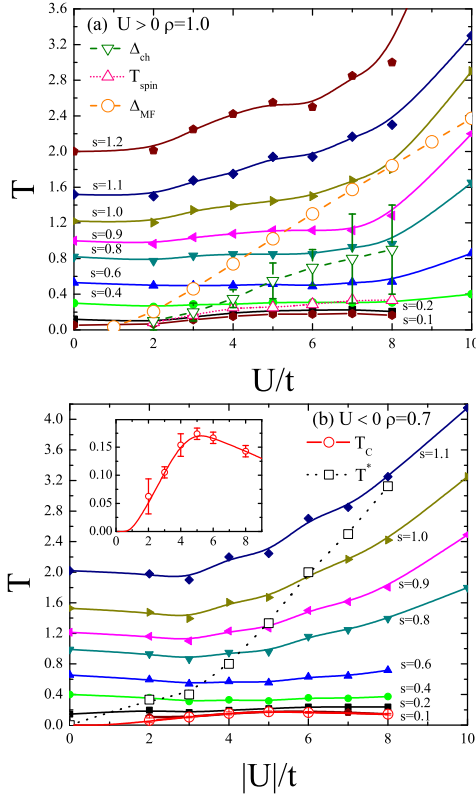 (a) U > 0 ρ=1.0
Δch
Tspin
ΔMF
3.6
3.2
2.8
2.4
2.0
1.6
1.2
0.8
0.4
0.0
T
s=1.2
s=1.1
s=1.0
s=0.9
s=0.8
s=0.6
s=0.4
s=0.2
s=0.1
0 2 4 6 8 10
U/t
(b) U < 0 ρ=0.7
TC
T*
4.0
3.6
3.2
2.8
2.4
2.0
1.6
1.2
0.8
0.4
0.0
T
0.15
0.10
0.05
0.00
0 2 4 6 8
s=1.1
s=1.0
s=0.9
s=0.8
s=0.6
s=0.4
s=0.2
s=0.1
0 2 4 6 8 10
|U|/t